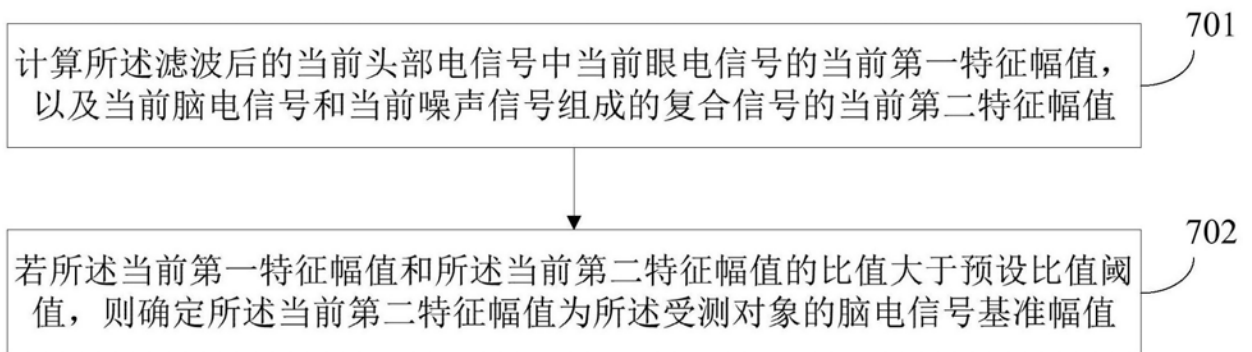 701
计算所述滤波后的当前头部电信号中当前眼电信号的当前第一特征幅值，
以及当前脑电信号和当前噪声信号组成的复合信号的当前第二特征幅值
702
若所述当前第一特征幅值和所述当前第二特征幅值的比值大于预设比值阈
值，则确定所述当前第二特征幅值为所述受测对象的脑电信号基准幅值